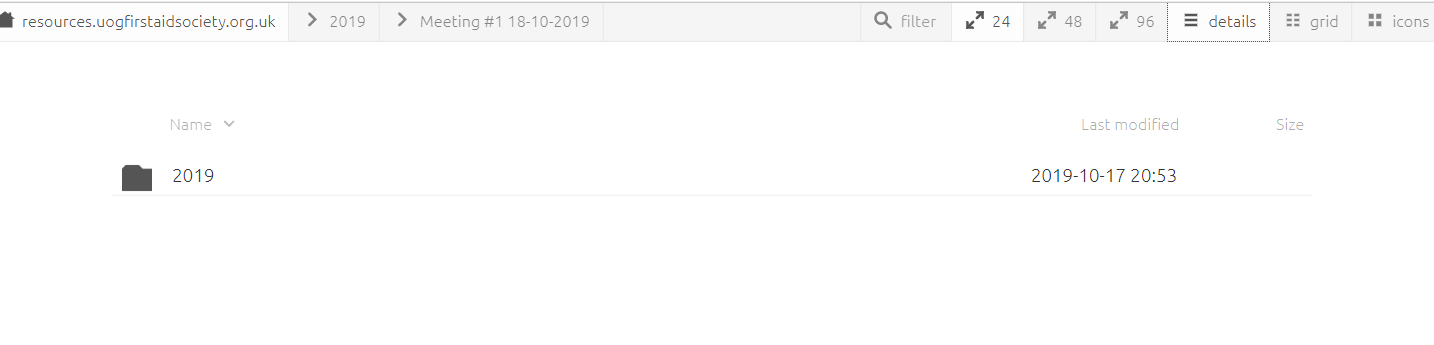 resources.uogfirstaidsociety.org.uk 2019 Meeting #1 18-10-2019 filter 24 48 96 details grid icons
Name Last modified Size
2019 2019-10-17 20:53